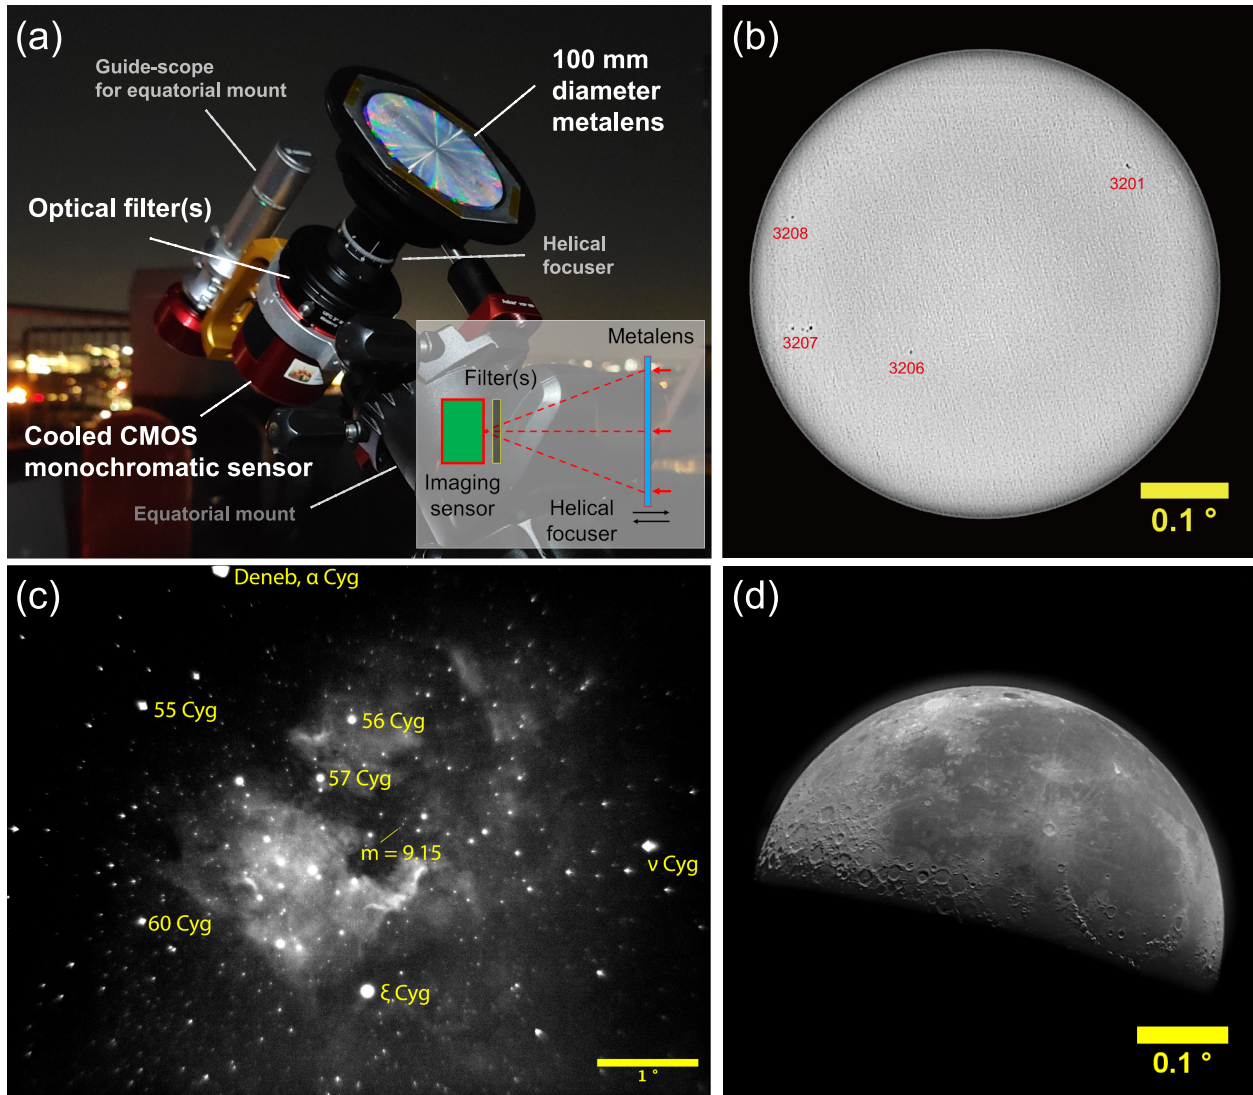 (a)
Guide-scope
for equatorial mount
100 mm
diameter
metalens
Optical filter(s)
Helical
focuser
Cooled CMOS
monochromatic sensor
Equatorial mount
Metalens
Filter(s)
Imaging
sensor
Helical
focuser
(b)
3201
3208
3207
3206
0.1 °
(c)
Deneb, α Cyg
55 Cyg
56 Cyg
57 Cyg
m = 9.15
ν Cyg
60 Cyg
ξ Cyg
1 °
(d)
0.1 °